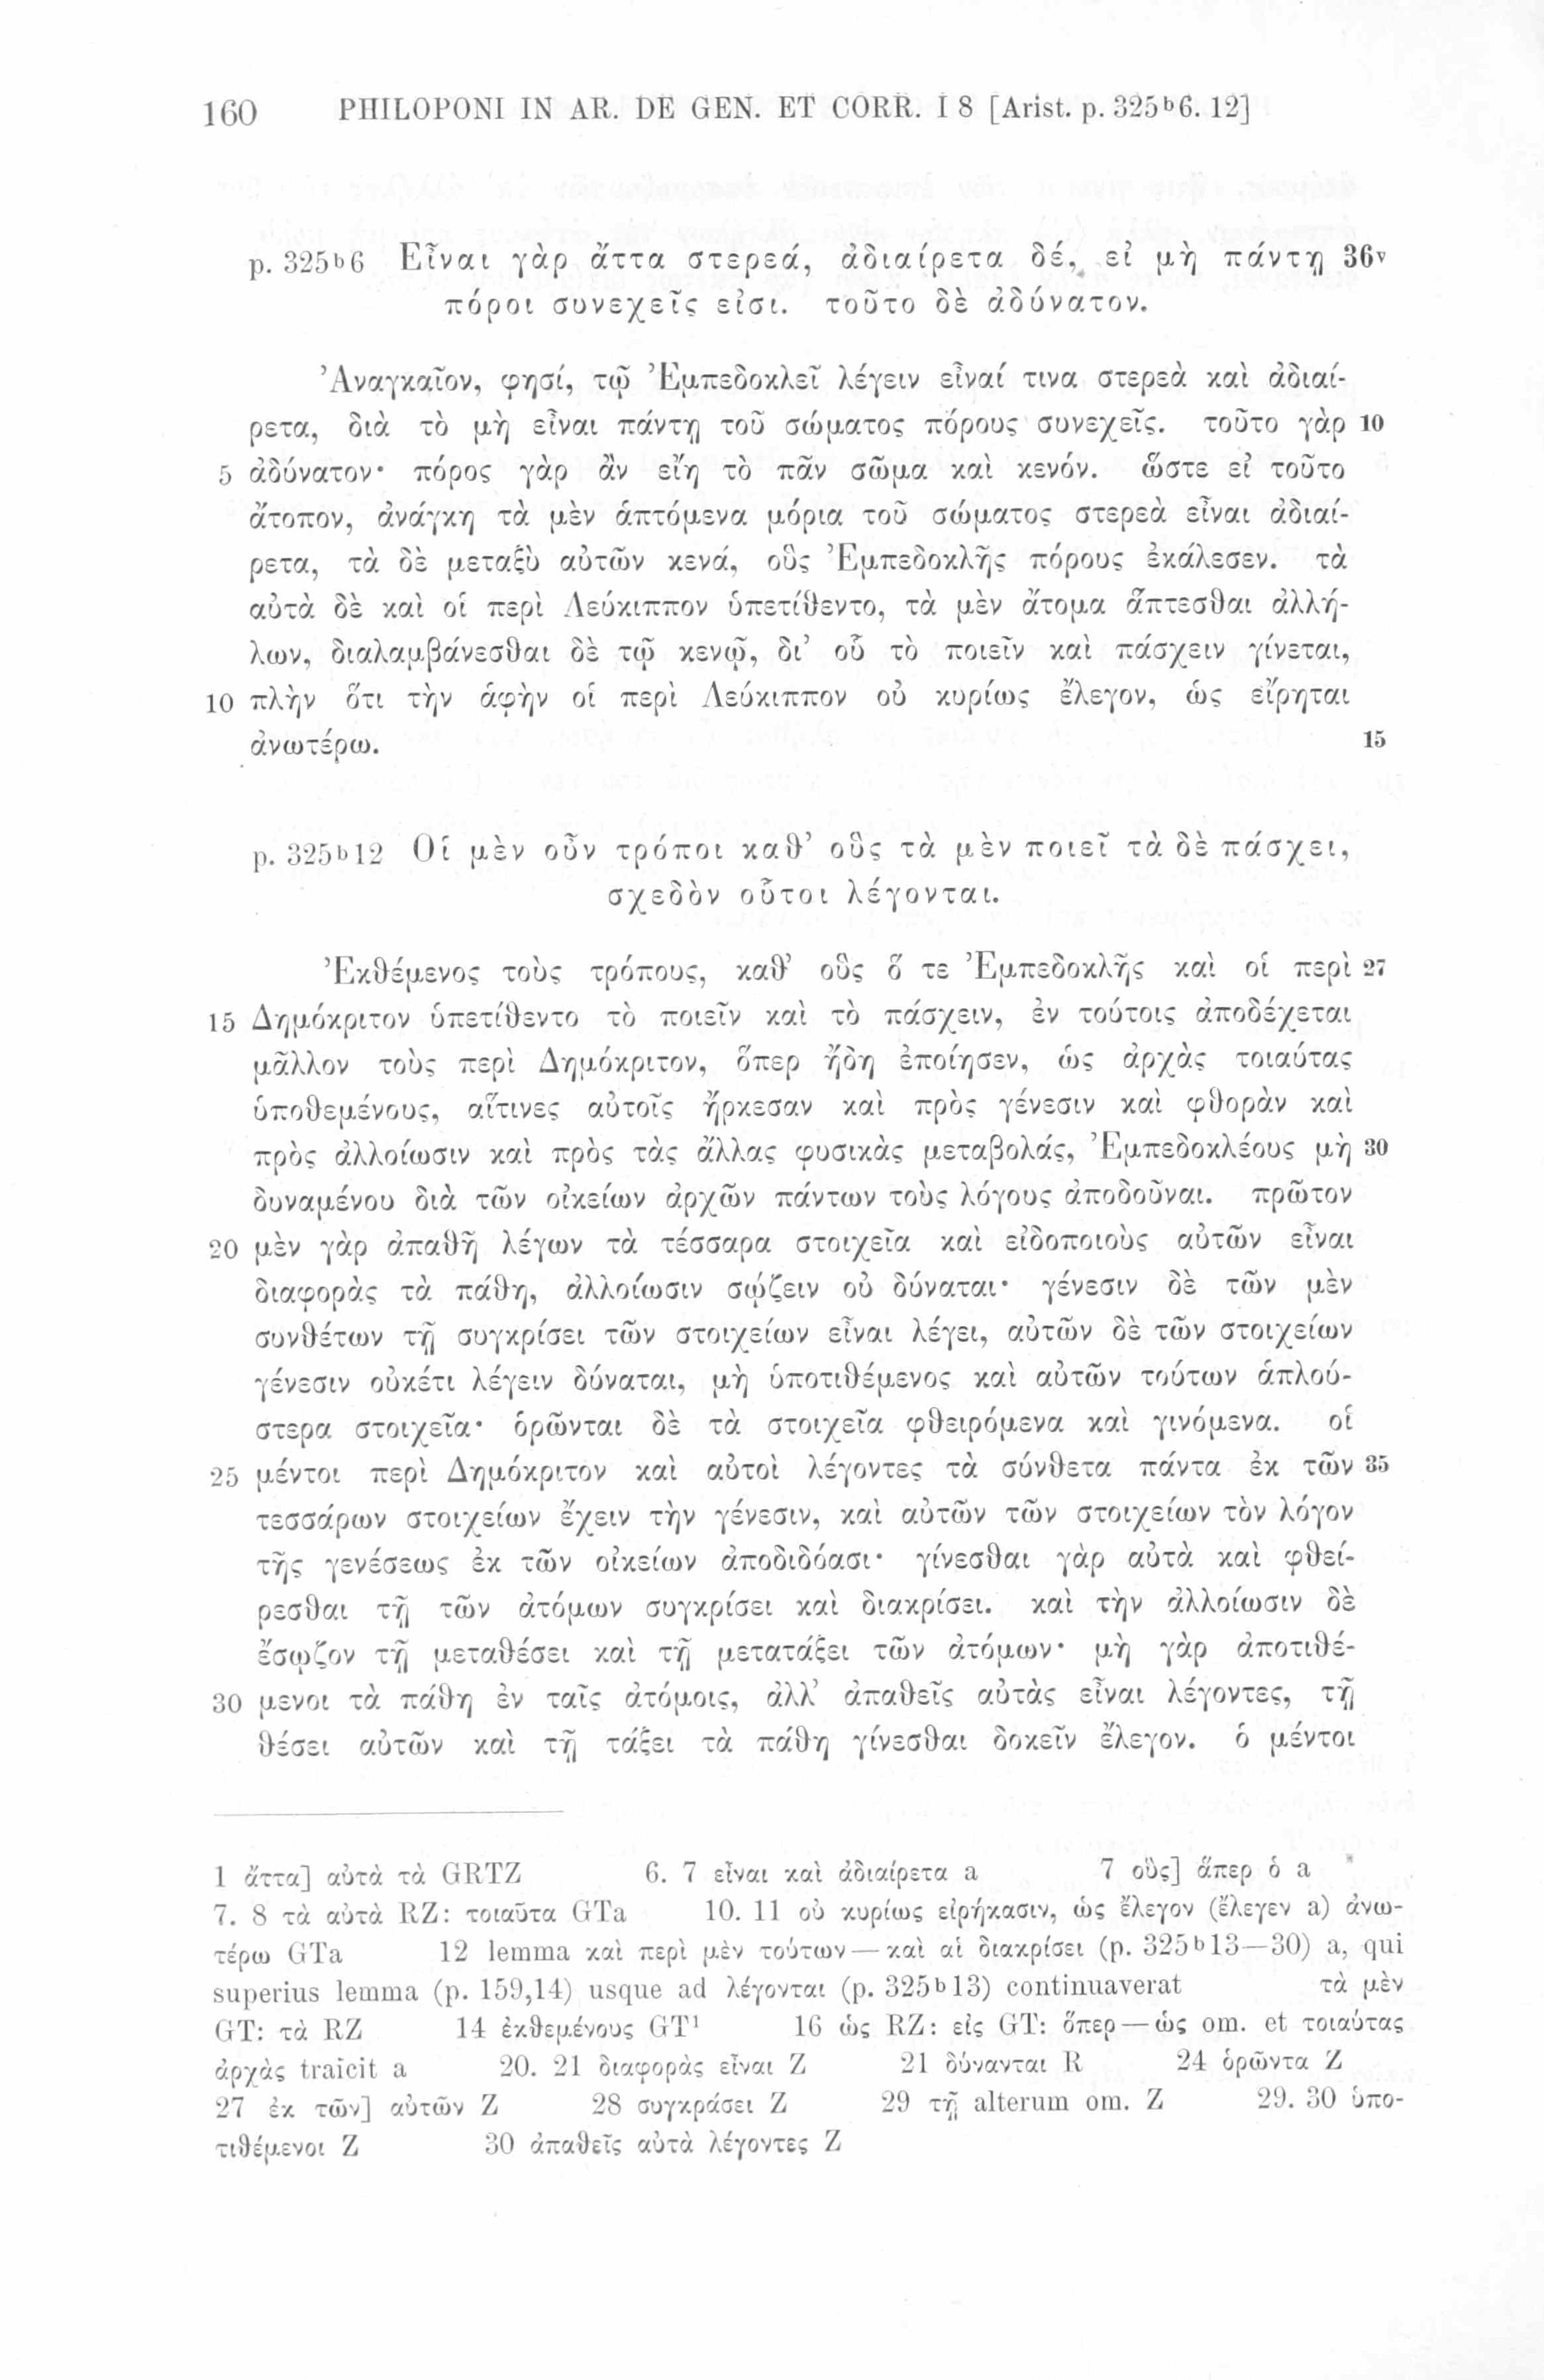 160 PHILOPONI IN AR. DE GEN. ET CORR. I 8 [Arist. p. 325ᵇ6. 12]
p. 325ᵇ6 Εἶναι γὰρ ἄττα στερεά, ἀδιαίρετα δέ, εἰ μὴ πάντῃ 36ᵛ
πόροι συνεχεῖς εἰσι. τοῦτο δὲ ἀδύνατον.
Ἀναγκαῖον, φησί, τῷ Ἐμπεδοκλεῖ λέγειν εἶναί τινα στερεὰ καὶ ἀδιαί-
ρετα, διὰ τὸ μὴ εἶναι πάντῃ τοῦ σώματος πόρους συνεχεῖς. τοῦτο γὰρ 10
5 ἀδύνατον· πόρος γὰρ ἂν εἴη τὸ πᾶν σῶμα καὶ κενόν. ὥστε εἰ τοῦτο
ἄτοπον, ἀνάγκη τὰ μὲν ἁπτόμενα μόρια τοῦ σώματος στερεὰ εἶναι ἀδιαί-
ρετα, τὰ δὲ μεταξὺ αὐτῶν κενά, οὓς Ἐμπεδοκλῆς πόρους ἐκάλεσεν. τὰ
αὐτὰ δὲ καὶ οἱ περὶ Λεύκιππον ὑπετίθεντο, τὰ μὲν ἄτομα ἅπτεσθαι ἀλλή-
λων, διαλαμβάνεσθαι δὲ τῷ κενῷ, δι’ οὗ τὸ ποιεῖν καὶ πάσχειν γίνεται,
10 πλὴν ὅτι τὴν ἁφὴν οἱ περὶ Λεύκιππον οὐ κυρίως ἔλεγον, ὡς εἴρηται
ἀνωτέρω. 15
p. 325ᵇ12 Οἱ μὲν οὖν τρόποι καθ’ οὓς τὰ μὲν ποιεῖ τὰ δὲ πάσχει,
σχεδὸν οὗτοι λέγονται.
Ἐκθέμενος τοὺς τρόπους, καθ’ οὓς ὅ τε Ἐμπεδοκλῆς καὶ οἱ περὶ 27
15 Δημόκριτον ὑπετίθεντο τὸ ποιεῖν καὶ τὸ πάσχειν, ἐν τούτοις ἀποδέχεται
μᾶλλον τοὺς περὶ Δημόκριτον, ὅπερ ἤδη ἐποίησεν, ὡς ἀρχὰς τοιαύτας
ὑποθεμένους, αἵτινες αὐτοῖς ἤρκεσαν καὶ πρὸς γένεσιν καὶ φθορὰν καὶ
πρὸς ἀλλοίωσιν καὶ πρὸς τὰς ἄλλας φυσικὰς μεταβολάς, Ἐμπεδοκλέους μὴ 30
δυναμένου διὰ τῶν οἰκείων ἀρχῶν πάντων τοὺς λόγους ἀποδοῦναι. πρῶτον
20 μὲν γὰρ ἀπαθῆ λέγων τὰ τέσσαρα στοιχεῖα καὶ εἰδοποιοὺς αὐτῶν εἶναι
διαφορὰς τὰ πάθη, ἀλλοίωσιν σῴζειν οὐ δύναται· γένεσιν δὲ τῶν μὲν
συνθέτων τῇ συγκρίσει τῶν στοιχείων εἶναι λέγει, αὐτῶν δὲ τῶν στοιχείων
γένεσιν οὐκέτι λέγειν δύναται, μὴ ὑποτιθέμενος καὶ αὐτῶν τούτων ἁπλού-
στερα στοιχεῖα· ὁρῶνται δὲ τὰ στοιχεῖα φθειρόμενα καὶ γινόμενα. οἱ
25 μέντοι περὶ Δημόκριτον καὶ αὐτοὶ λέγοντες τὰ σύνθετα πάντα ἐκ τῶν 35
τεσσάρων στοιχείων ἔχειν τὴν γένεσιν, καὶ αὐτῶν τῶν στοιχείων τὸν λόγον
τῆς γενέσεως ἐκ τῶν οἰκείων ἀποδιδόασι· γίνεσθαι γὰρ αὐτὰ καὶ φθεί-
ρεσθαι τῇ τῶν ἀτόμων συγκρίσει καὶ διακρίσει. καὶ τὴν ἀλλοίωσιν δὲ
ἔσῳζον τῇ μεταθέσει καὶ τῇ μετατάξει τῶν ἀτόμων· μὴ γὰρ ἀποτιθέ-
30 μενοι τὰ πάθη ἐν ταῖς ἀτόμοις, ἀλλ’ ἀπαθεῖς αὐτὰς εἶναι λέγοντες, τῇ
θέσει αὐτῶν καὶ τῇ τάξει τὰ πάθη γίνεσθαι δοκεῖν ἔλεγον. ὁ μέντοι
1 ἄττα] αὐτὰ τὰ GRTZ 6. 7 εἶναι καὶ ἀδιαίρετα a 7 οὓς] ἅπερ ὁ a
7. 8 τὰ αὐτὰ RZ: τοιαῦτα GTa 10. 11 οὐ κυρίως εἰρήκασιν, ὡς ἔλεγον (ἔλεγεν a) ἀνω-
τέρω GTa 12 lemma καὶ περὶ μὲν τούτων — καὶ αἱ διακρίσει (p. 325ᵇ13—30) a, qui
superius lemma (p. 159,14) usque ad λέγονται (p. 325ᵇ13) continuaverat τὰ μὲν
GT: τὰ RZ 14 ἐκθεμένους GT¹ 16 ὡς RZ: εἰς GT: ὅπερ — ὡς om. et τοιαύτας
ἀρχὰς traicit a 20. 21 διαφορὰς εἶναι Z 21 δύνανται R 24 ὁρῶντα Z
27 ἐκ τῶν] αὐτῶν Z 28 συγκράσει Z 29 τῇ alterum om. Z 29. 30 ὑπο-
τιθέμενοι Z 30 ἀπαθεῖς αὐτὰ λέγοντες Z